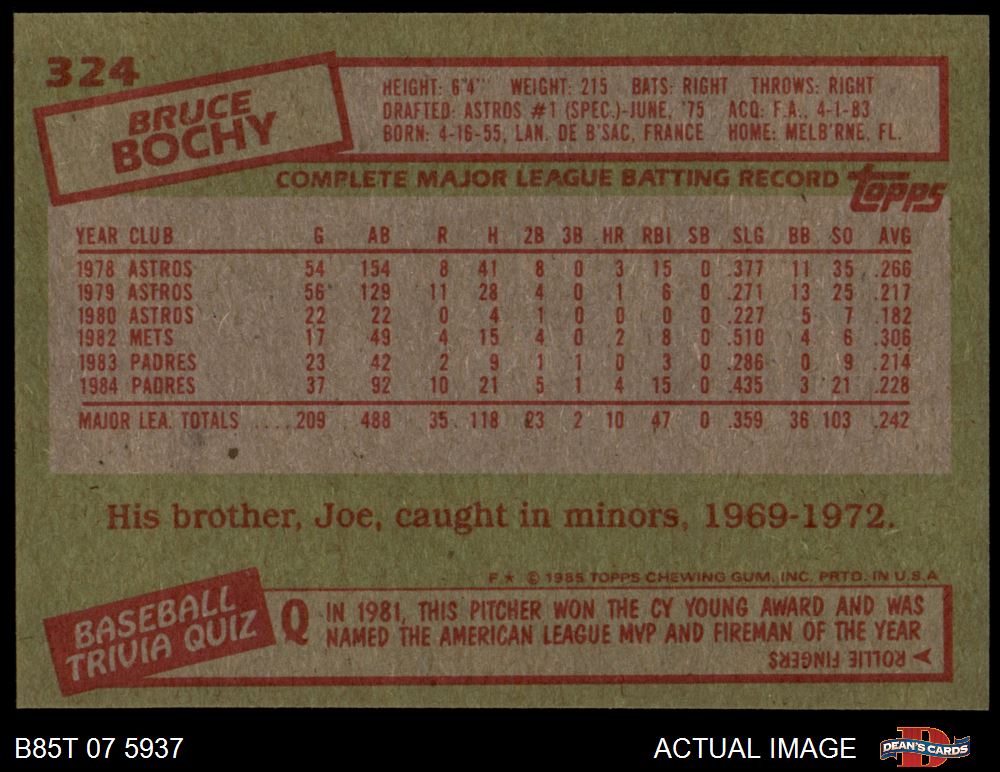 324
BRUCE
BOCHY
HEIGHT: 6'4" WEIGHT: 215 BATS: RIGHT THROWS: RIGHT
DRAFTED: ASTROS #1 (SPEC.)-JUNE, '75 ACQ: F.A., 4-1-83
BORN: 4-16-55, LAN. DE B'SAC, FRANCE HOME: MELB'RNE, FL.
COMPLETE MAJOR LEAGUE BATTING RECORD topps
YEAR CLUB G AB R H 2B 3B HR RBI SB SLG BB SO AVG
1978 ASTROS 54 154 8 41 8 0 3 15 0 .377 11 35 .266
1979 ASTROS 56 129 11 28 4 0 1 6 0 .271 13 25 .217
1980 ASTROS 22 22 0 4 1 0 0 0 0 .227 5 7 .182
1982 METS 17 49 4 15 4 0 2 8 0 .510 4 6 .306
1983 PADRES 23 42 2 9 1 1 0 3 0 .286 0 9 .214
1984 PADRES 37 92 10 21 5 1 4 15 0 .435 3 21 .228
MAJOR LEA. TOTALS ....209 488 35 118 23 2 10 47 0 .359 36 103 .242
His brother, Joe, caught in minors, 1969-1972.
F★ © 1985 TOPPS CHEWING GUM, INC. PRTD. IN U.S.A.
BASEBALL
TRIVIA QUIZ
Q IN 1981, THIS PITCHER WON THE CY YOUNG AWARD AND WAS
NAMED THE AMERICAN LEAGUE MVP AND FIREMAN OF THE YEAR
ROLLIE FINGERS
B85T 07 5937
ACTUAL IMAGE
D
DEAN'S CARDS